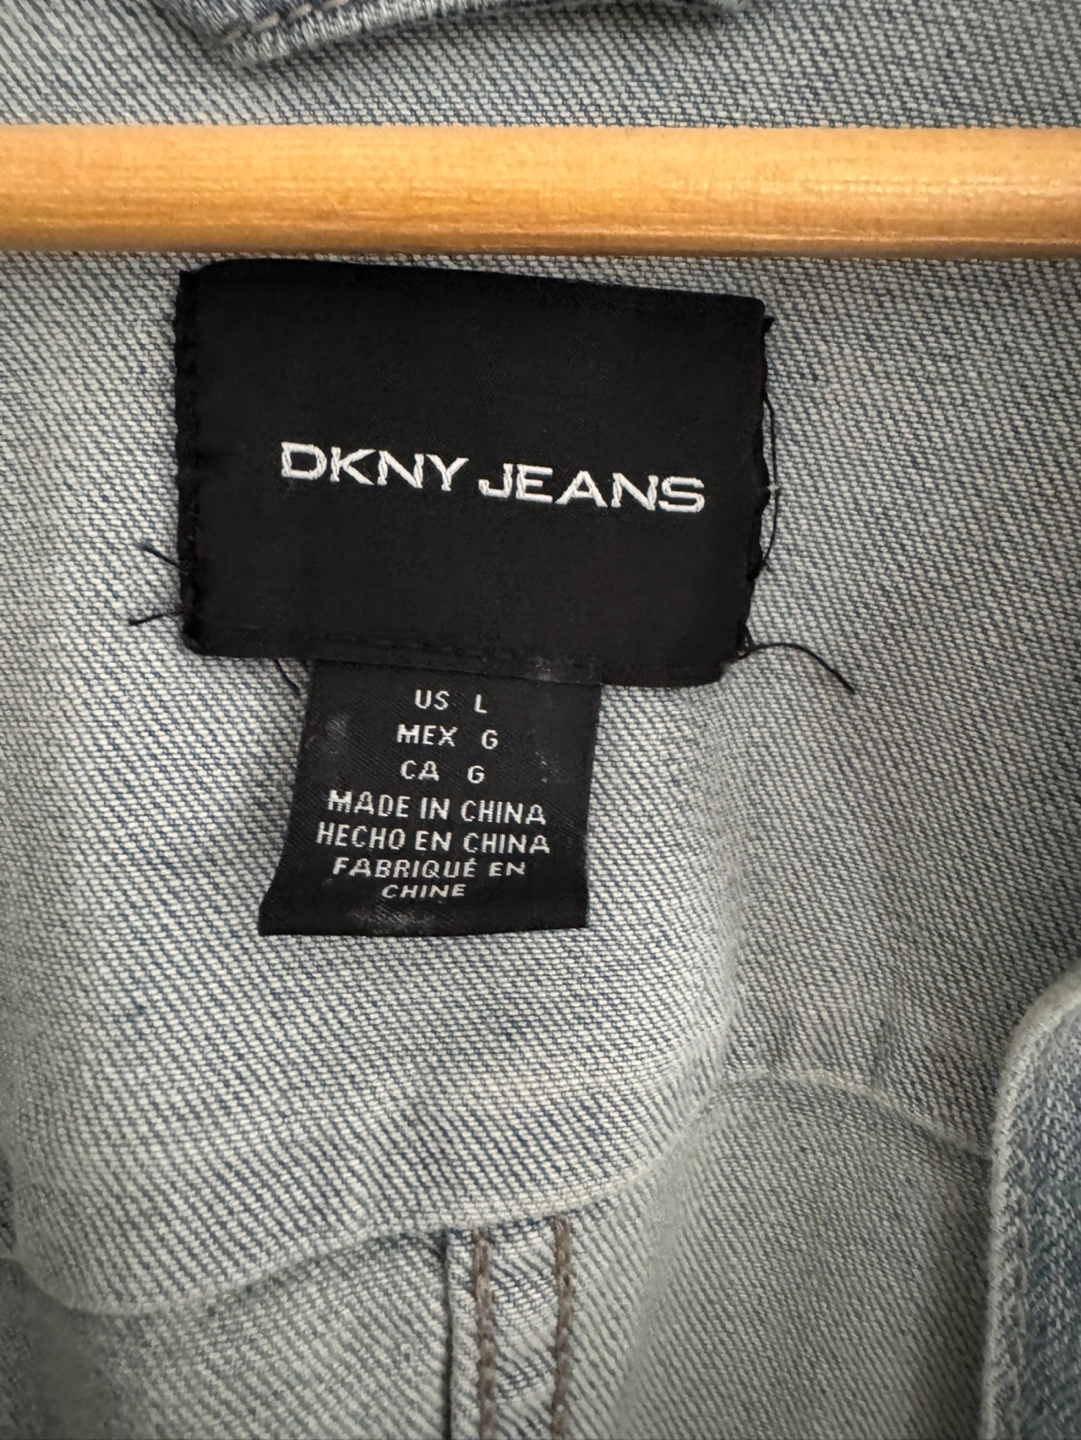 DKNY JEANS
US L
MEX G
CA G
MADE IN CHINA
HECHO EN CHINA
FABRIQUÉ EN
CHINE